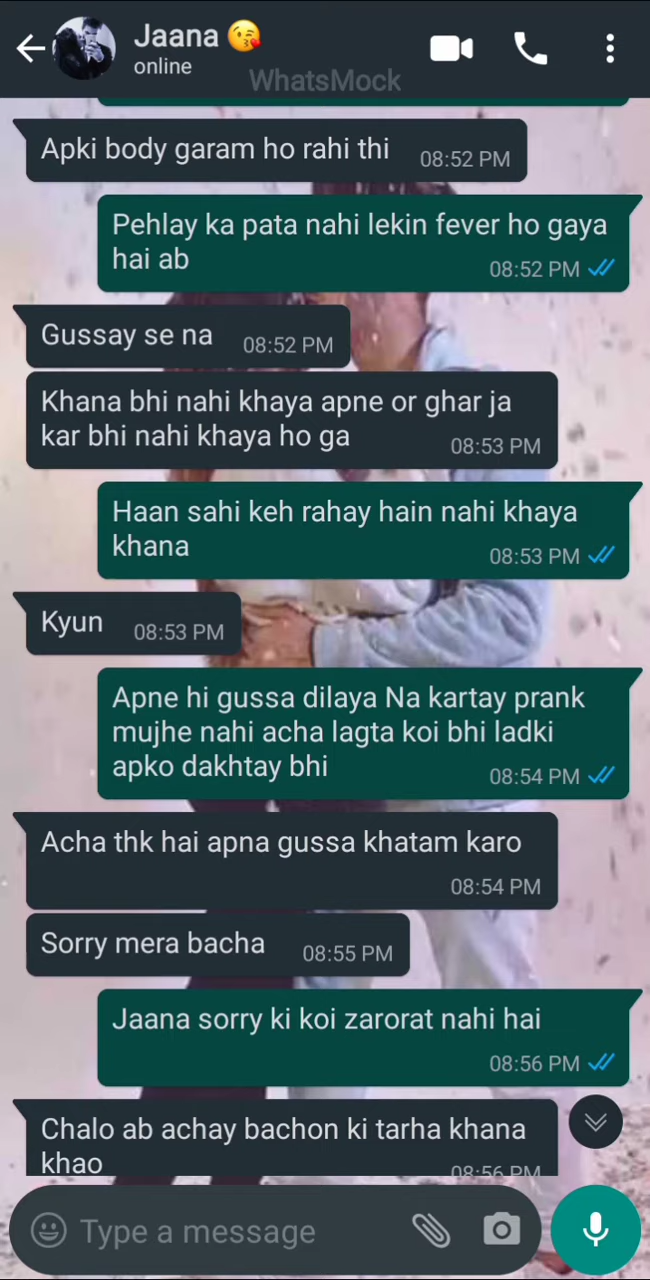 Jaana
online
WhatsMock
Apki body garam ho rahi thi
08:52 PM
Pehlay ka pata nahi lekin fever ho gaya
hai ab
08:52 PM
Gussay se na
08:52 PM
Khana bhi nahi khaya apne or ghar ja
kar bhi nahi khaya ho ga
08:53 PM
Haan sahi keh rahay hain nahi khaya
khana
08:53 PM
Kyun
08:53 PM
Apne hi gussa dilaya Na kartay prank
mujhe nahi acha lagta koi bhi ladki
apko dakhtay bhi
08:54 PM
Acha thk hai apna gussa khatam karo
08:54 PM
Sorry mera bacha
08:55 PM
Jaana sorry ki koi zarorat nahi hai
08:56 PM
Chalo ab achay bachon ki tarha khana
khao
08:56 PM
Type a message